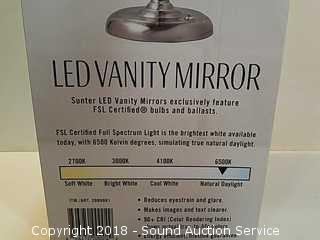 LED VANITY MIRROR
Sunter LED Vanity Mirrors exclusively feature
FSL Certified® bulbs and ballasts.
FSL Certified Full Spectrum Light is the brightest white available
today, with 6500 Kelvin degrees, simulating true natural daylight.
2700K 3000K 4100K 6500K
Soft White Bright White Cool White Natural Daylight
ITM./ART.
• Reduces eyestrain and glare.
• Makes images and text clearer.
• 90+ CRI (Color Rendering Index)
Copyright 2018 - Sound Auction Service